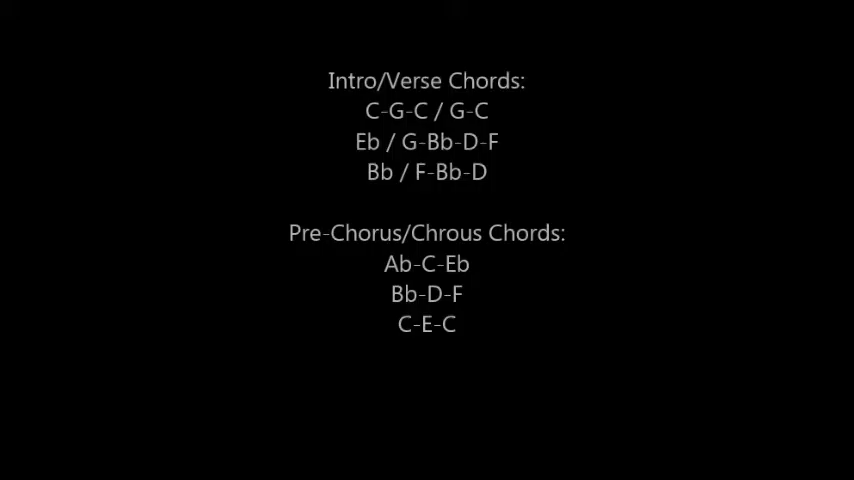 Intro/Verse Chords:
C-G-C / G-C
Eb / G-Bb-D-F
Bb / F-Bb-D
Pre-Chorus/Chrous Chords:
Ab-C-Eb
Bb-D-F
C-E-C